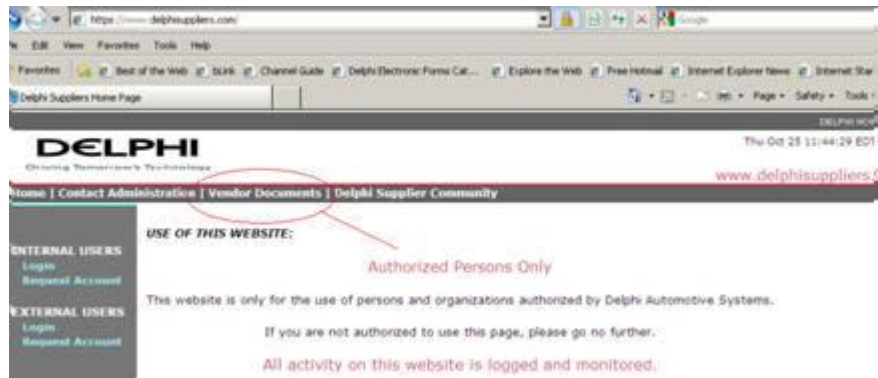 https://www.delphisuppliers.com/
Google
Edit View Favorites Tools Help
Favorites Best of the Web Channel Guide Delphi Electronic Forms Cat... Explore the Web Free Hotmail Internet Explorer News Internet Star
Delphi Suppliers Home Page
Page Safety Tools
DELPHI
Thu Oct 25 11:44:29 EDT
Driving Tomorrow's Technology
www.delphisuppliers.
Home | Contact Administration | Vendor Documents | Delphi Supplier Community
USE OF THIS WEBSITE:
INTERNAL USERS
Login
Request Account
EXTERNAL USERS
Login
Request Account
Authorized Persons Only
This website is only for the use of persons and organizations authorized by Delphi Automotive Systems.
If you are not authorized to use this page, please go no further.
All activity on this website is logged and monitored.